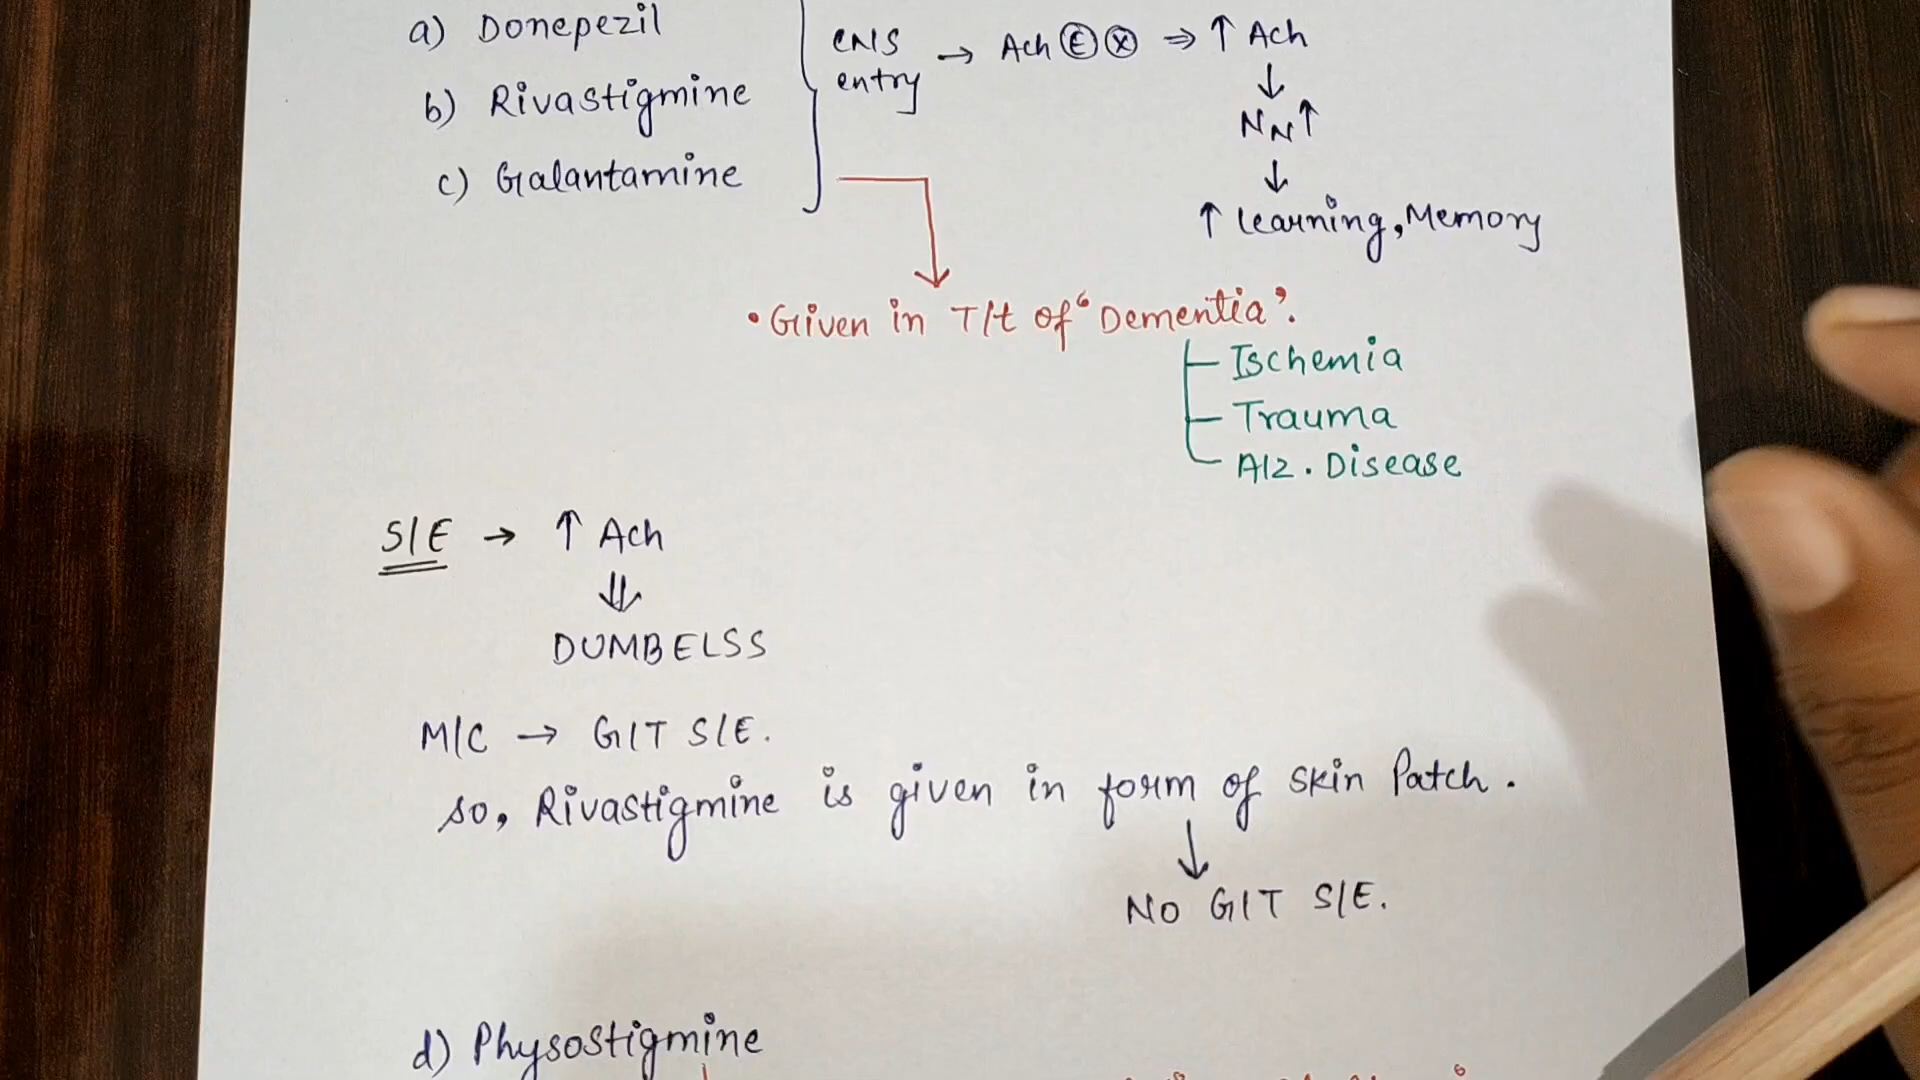 a) Donepezil
b) Rivastigmine
c) Galantamine
CNS entry → Ach Ⓔ ⓧ ⇒ ↑ Ach
↓
NN↑
↓
↑ learning, Memory
• Given in T/t of "Dementia".
Ischemia
Trauma
Alz. Disease
S/E → ↑ Ach
⇓
DUMBELSS
M/C → GIT S/E.
so, Rivastigmine is given in form of skin Patch.
↓
NO GIT S/E.
d) Physostigmine